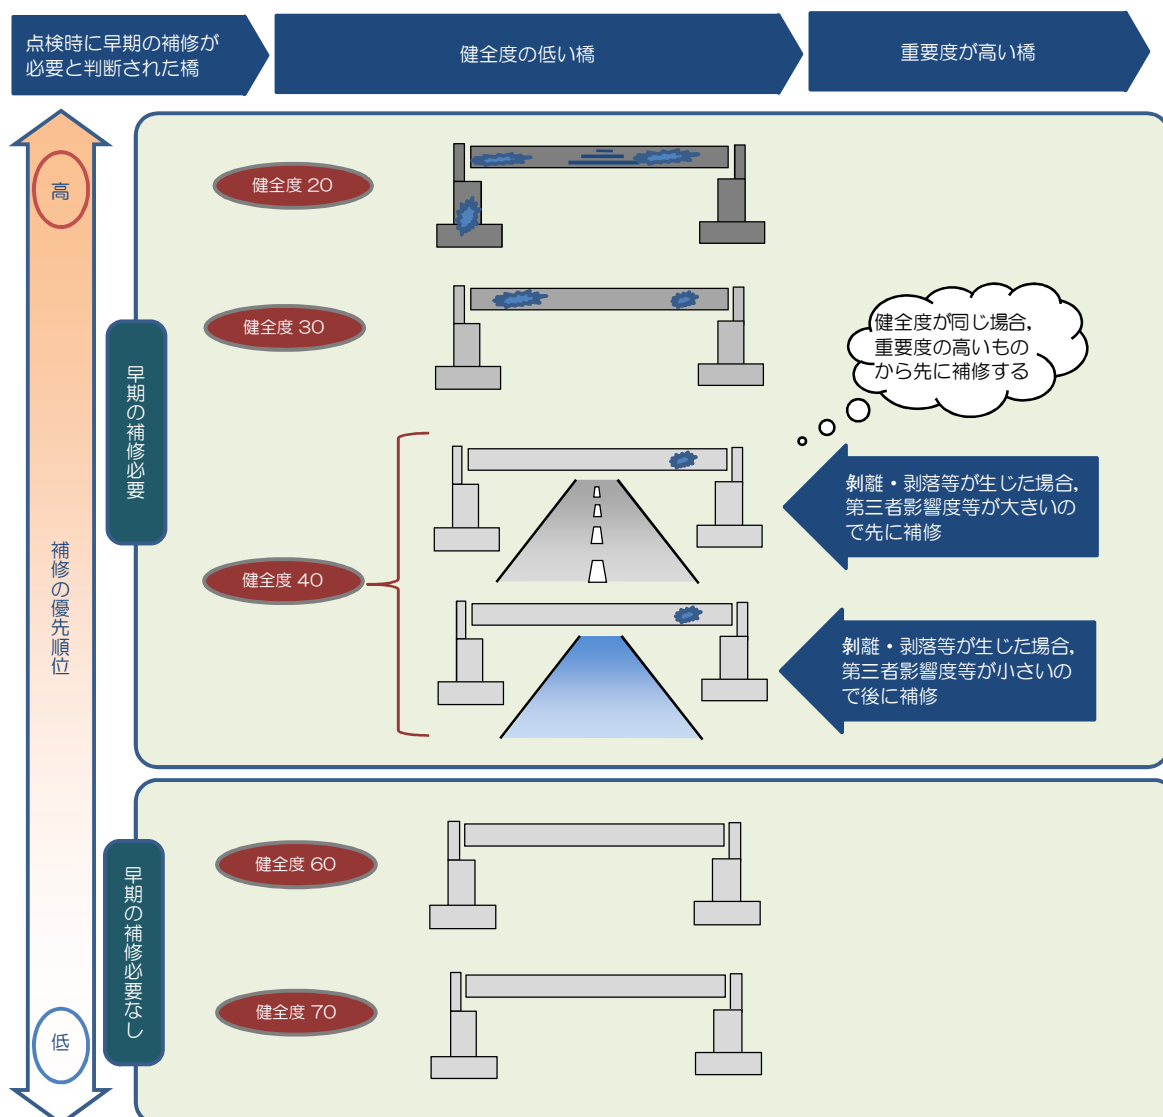 点検時に早期の補修が
必要と判断された橋
健全度の低い橋
重要度が高い橋
高
補修の優先順位
低
早期の補修必要
健全度 20
健全度 30
健全度が同じ場合,
重要度の高いもの
から先に補修する
健全度 40
剝離・剥落等が生じた場合,
第三者影響度等が大きいの
で先に補修
剝離・剥落等が生じた場合,
第三者影響度等が小さいの
で後に補修
早期の補修必要なし
健全度 60
健全度 70